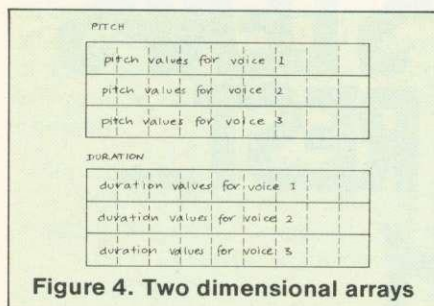 PITCH
pitch values for voice 1
pitch values for voice 2
pitch values for voice 3
DURATION
duration values for voice 1
duration values for voice 2
duration values for voice 3
Figure 4. Two dimensional arrays